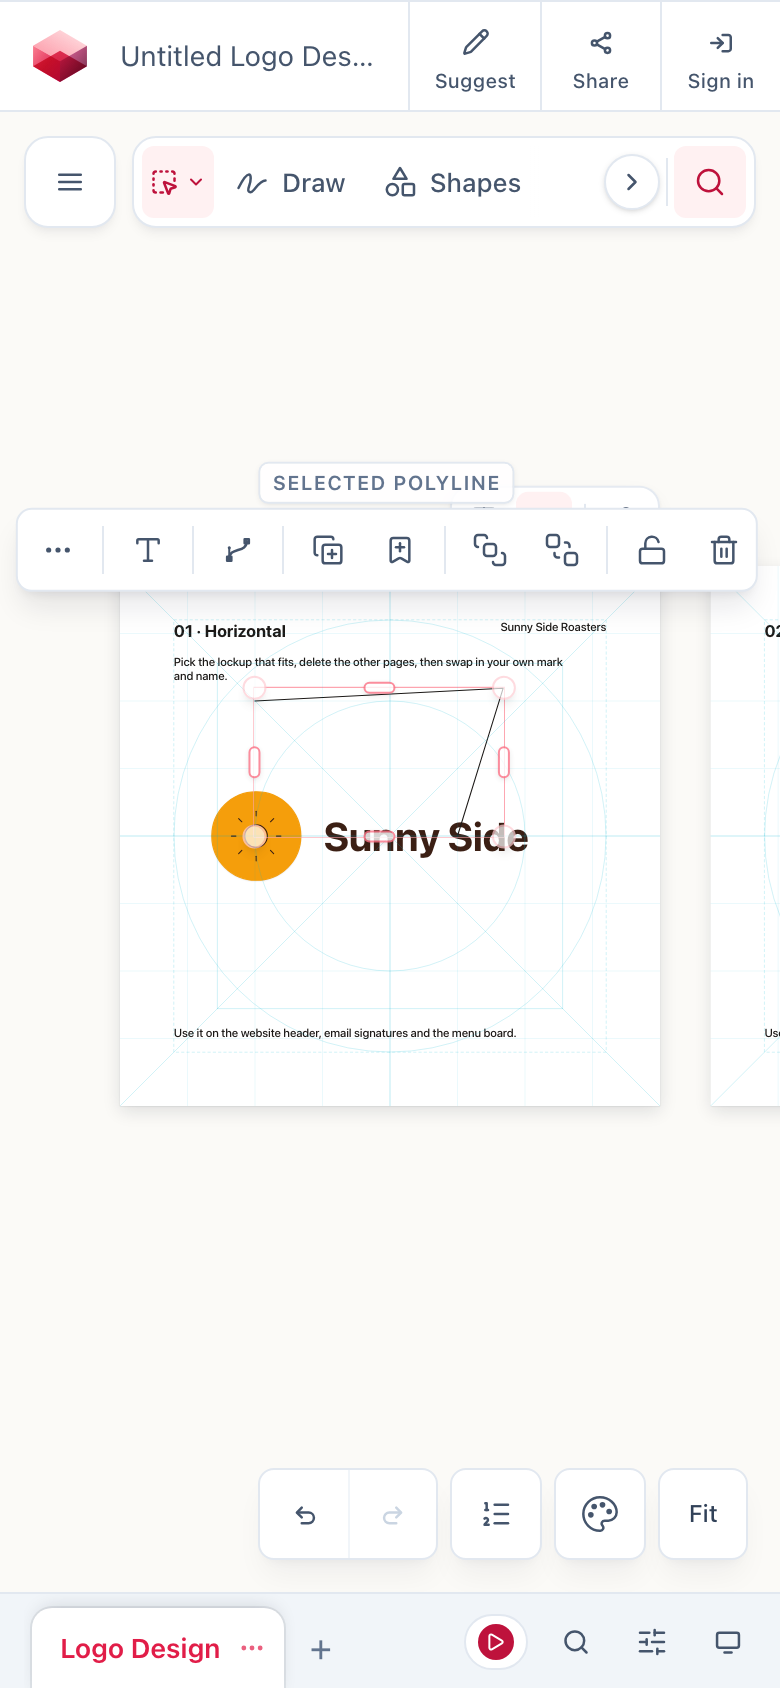 Untitled Logo Des...
Suggest
Share
Sign in
Draw
Shapes
SELECTED POLYLINE
01 · Horizontal
Sunny Side Roasters
Pick the lockup that fits, delete the other pages, then swap in your own mark
and name.
Sunny Side
Use it on the website header, email signatures and the menu board.
02
Use
Fit
Logo Design